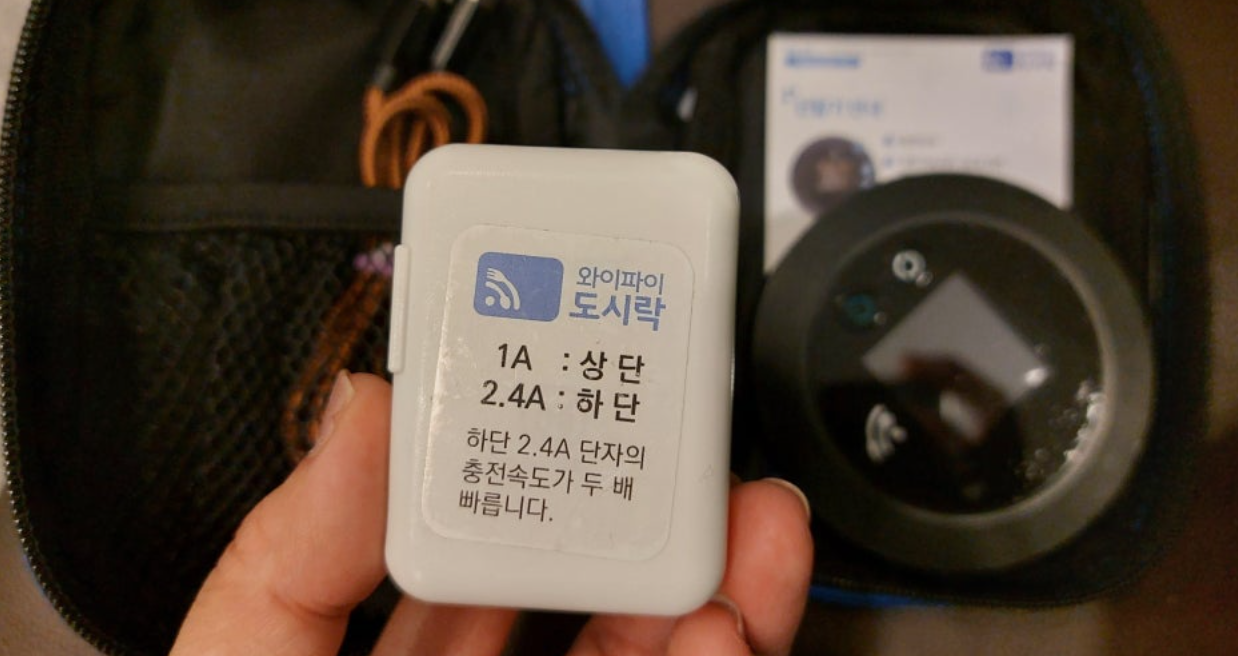 와이파이
도시락
1A : 상 단
2.4A : 하 단
하단 2.4A 단자의
충전속도가 두 배
빠릅니다.